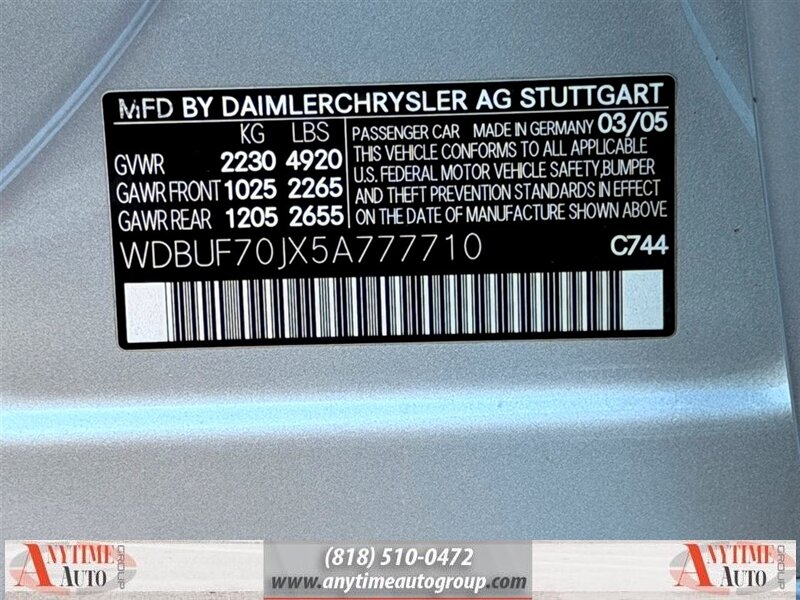 MFD BY DAIMLERCHRYSLER AG STUTTGART
KG LBS
GVWR 2230 4920
GAWR FRONT 1025 2265
GAWR REAR 1205 2655
PASSENGER CAR MADE IN GERMANY 03/05
THIS VEHICLE CONFORMS TO ALL APPLICABLE
U.S. FEDERAL MOTOR VEHICLE SAFETY, BUMPER
AND THEFT PREVENTION STANDARDS IN EFFECT
ON THE DATE OF MANUFACTURE SHOWN ABOVE
WDBUF70JX5A777710 C744
ANYTIME AUTO GROUP
(818) 510-0472
www.anytimeautogroup.com
ANYTIME AUTO GROUP